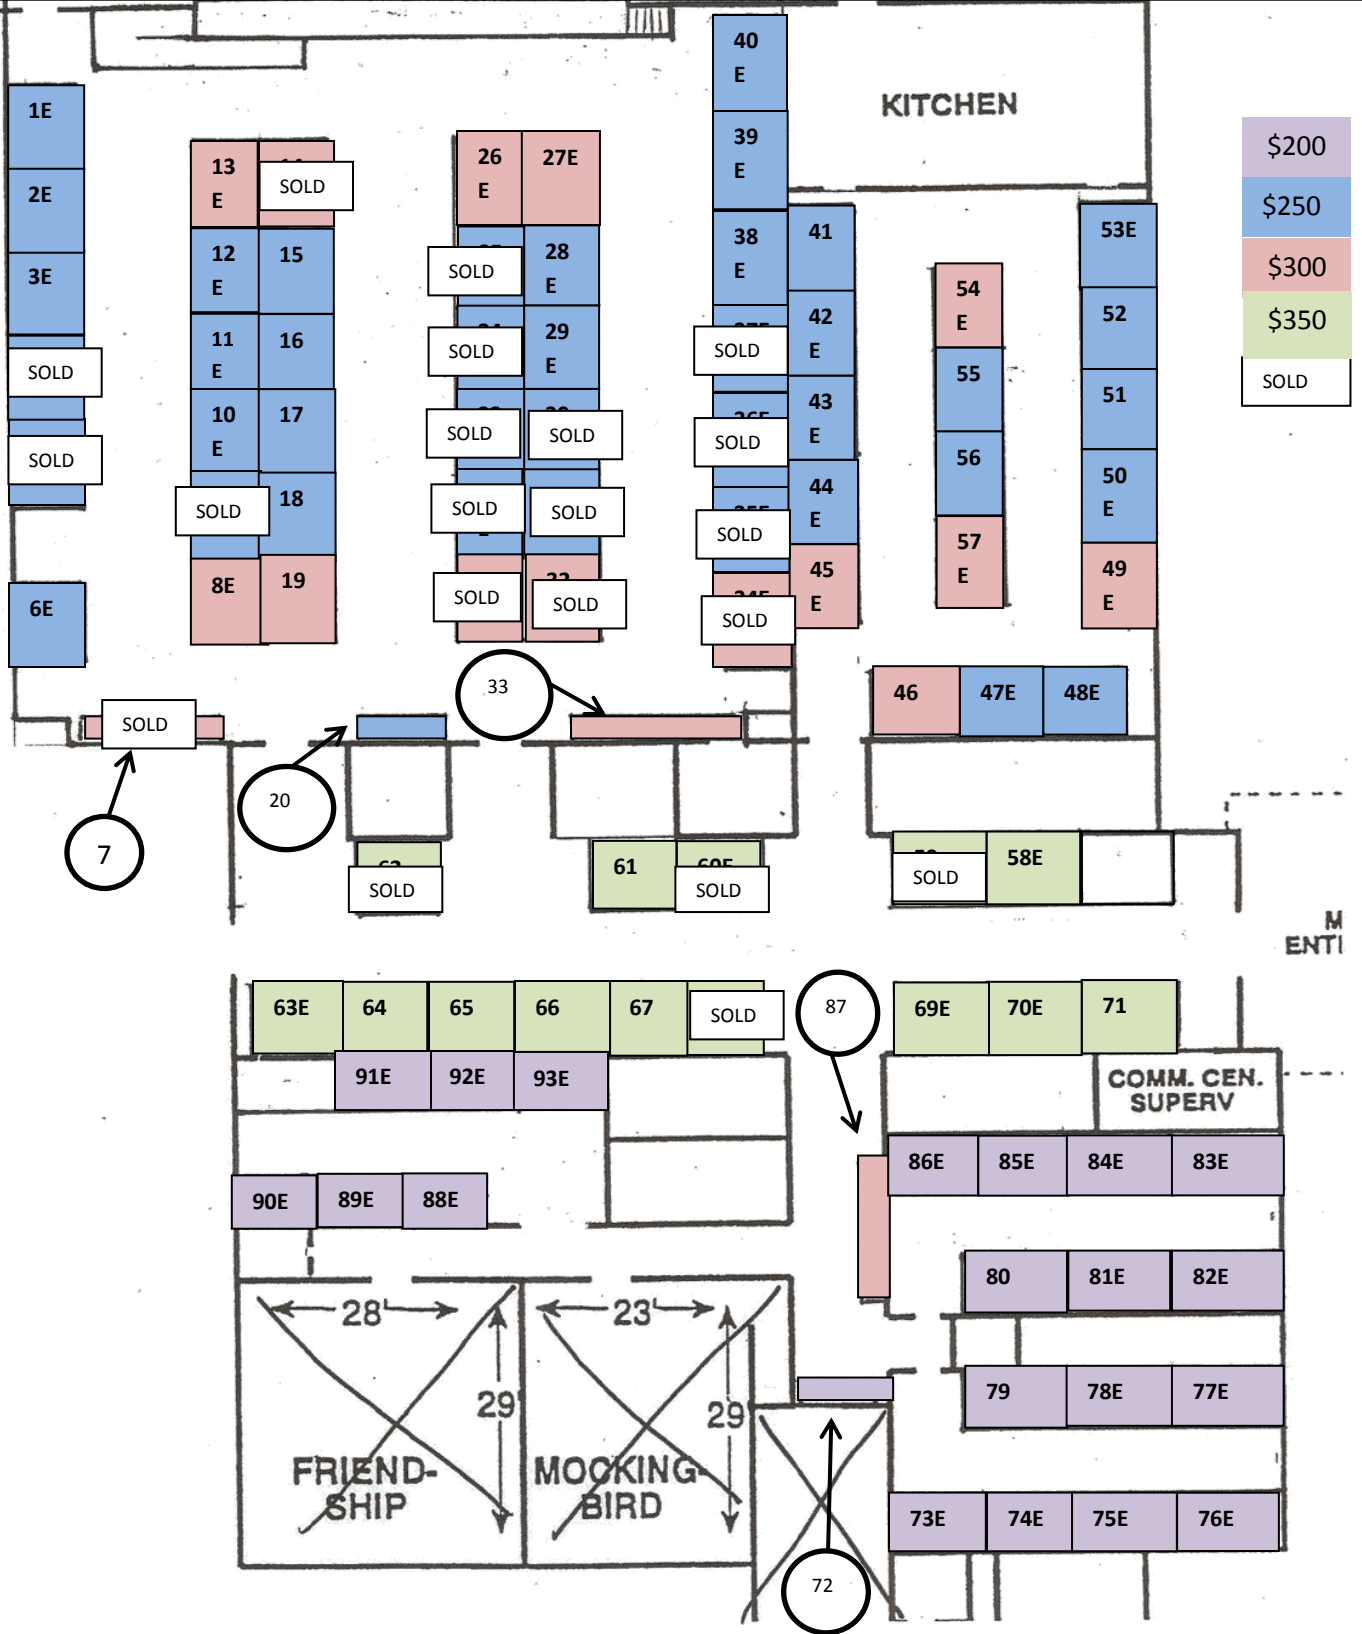 40
E
KITCHEN
1E
$200
39
E
13
E
SOLD
26
E
27E
2E
$250
53E
38
E
41
12
E
15
SOLD
28
E
3E
$300
54
E
52
42
E
11
E
16
SOLD
29
E
SOLD
$350
SOLD
55
51
SOLD
43
E
10
E
17
SOLD
SOLD
SOLD
SOLD
56
50
E
44
E
SOLD
18
SOLD
SOLD
SOLD
57
E
49
E
45
E
8E
19
SOLD
SOLD
SOLD
6E
46
47E
48E
33
SOLD
20
7
SOLD
61
60E
SOLD
SOLD
58E
M
ENTI
63E
64
65
66
67
SOLD
87
69E
70E
71
91E
92E
93E
COMM. CEN.
SUPERV
86E
85E
84E
83E
90E
89E
88E
80
81E
82E
28'
23'
29
29
79
78E
77E
FRIEND-
SHIP
MOCKING-
BIRD
73E
74E
75E
76E
72